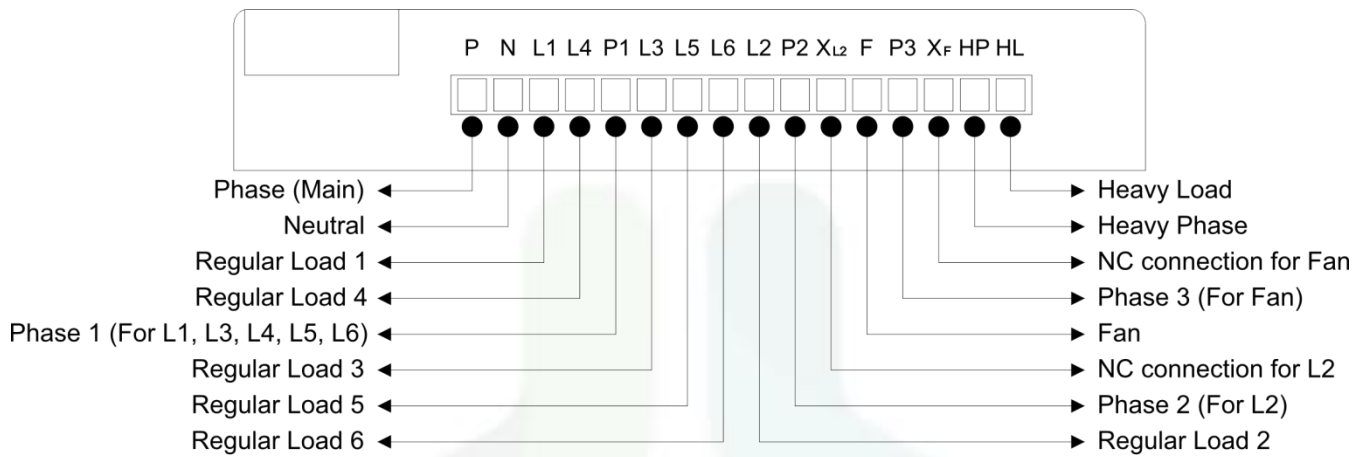 P N L1 L4 P1 L3 L5 L6 L2 P2 XL2 F P3 XF HP HL
Phase (Main)
Neutral
Regular Load 1
Regular Load 4
Phase 1 (For L1, L3, L4, L5, L6)
Regular Load 3
Regular Load 5
Regular Load 6
Heavy Load
Heavy Phase
NC connection for Fan
Phase 3 (For Fan)
Fan
NC connection for L2
Phase 2 (For L2)
Regular Load 2